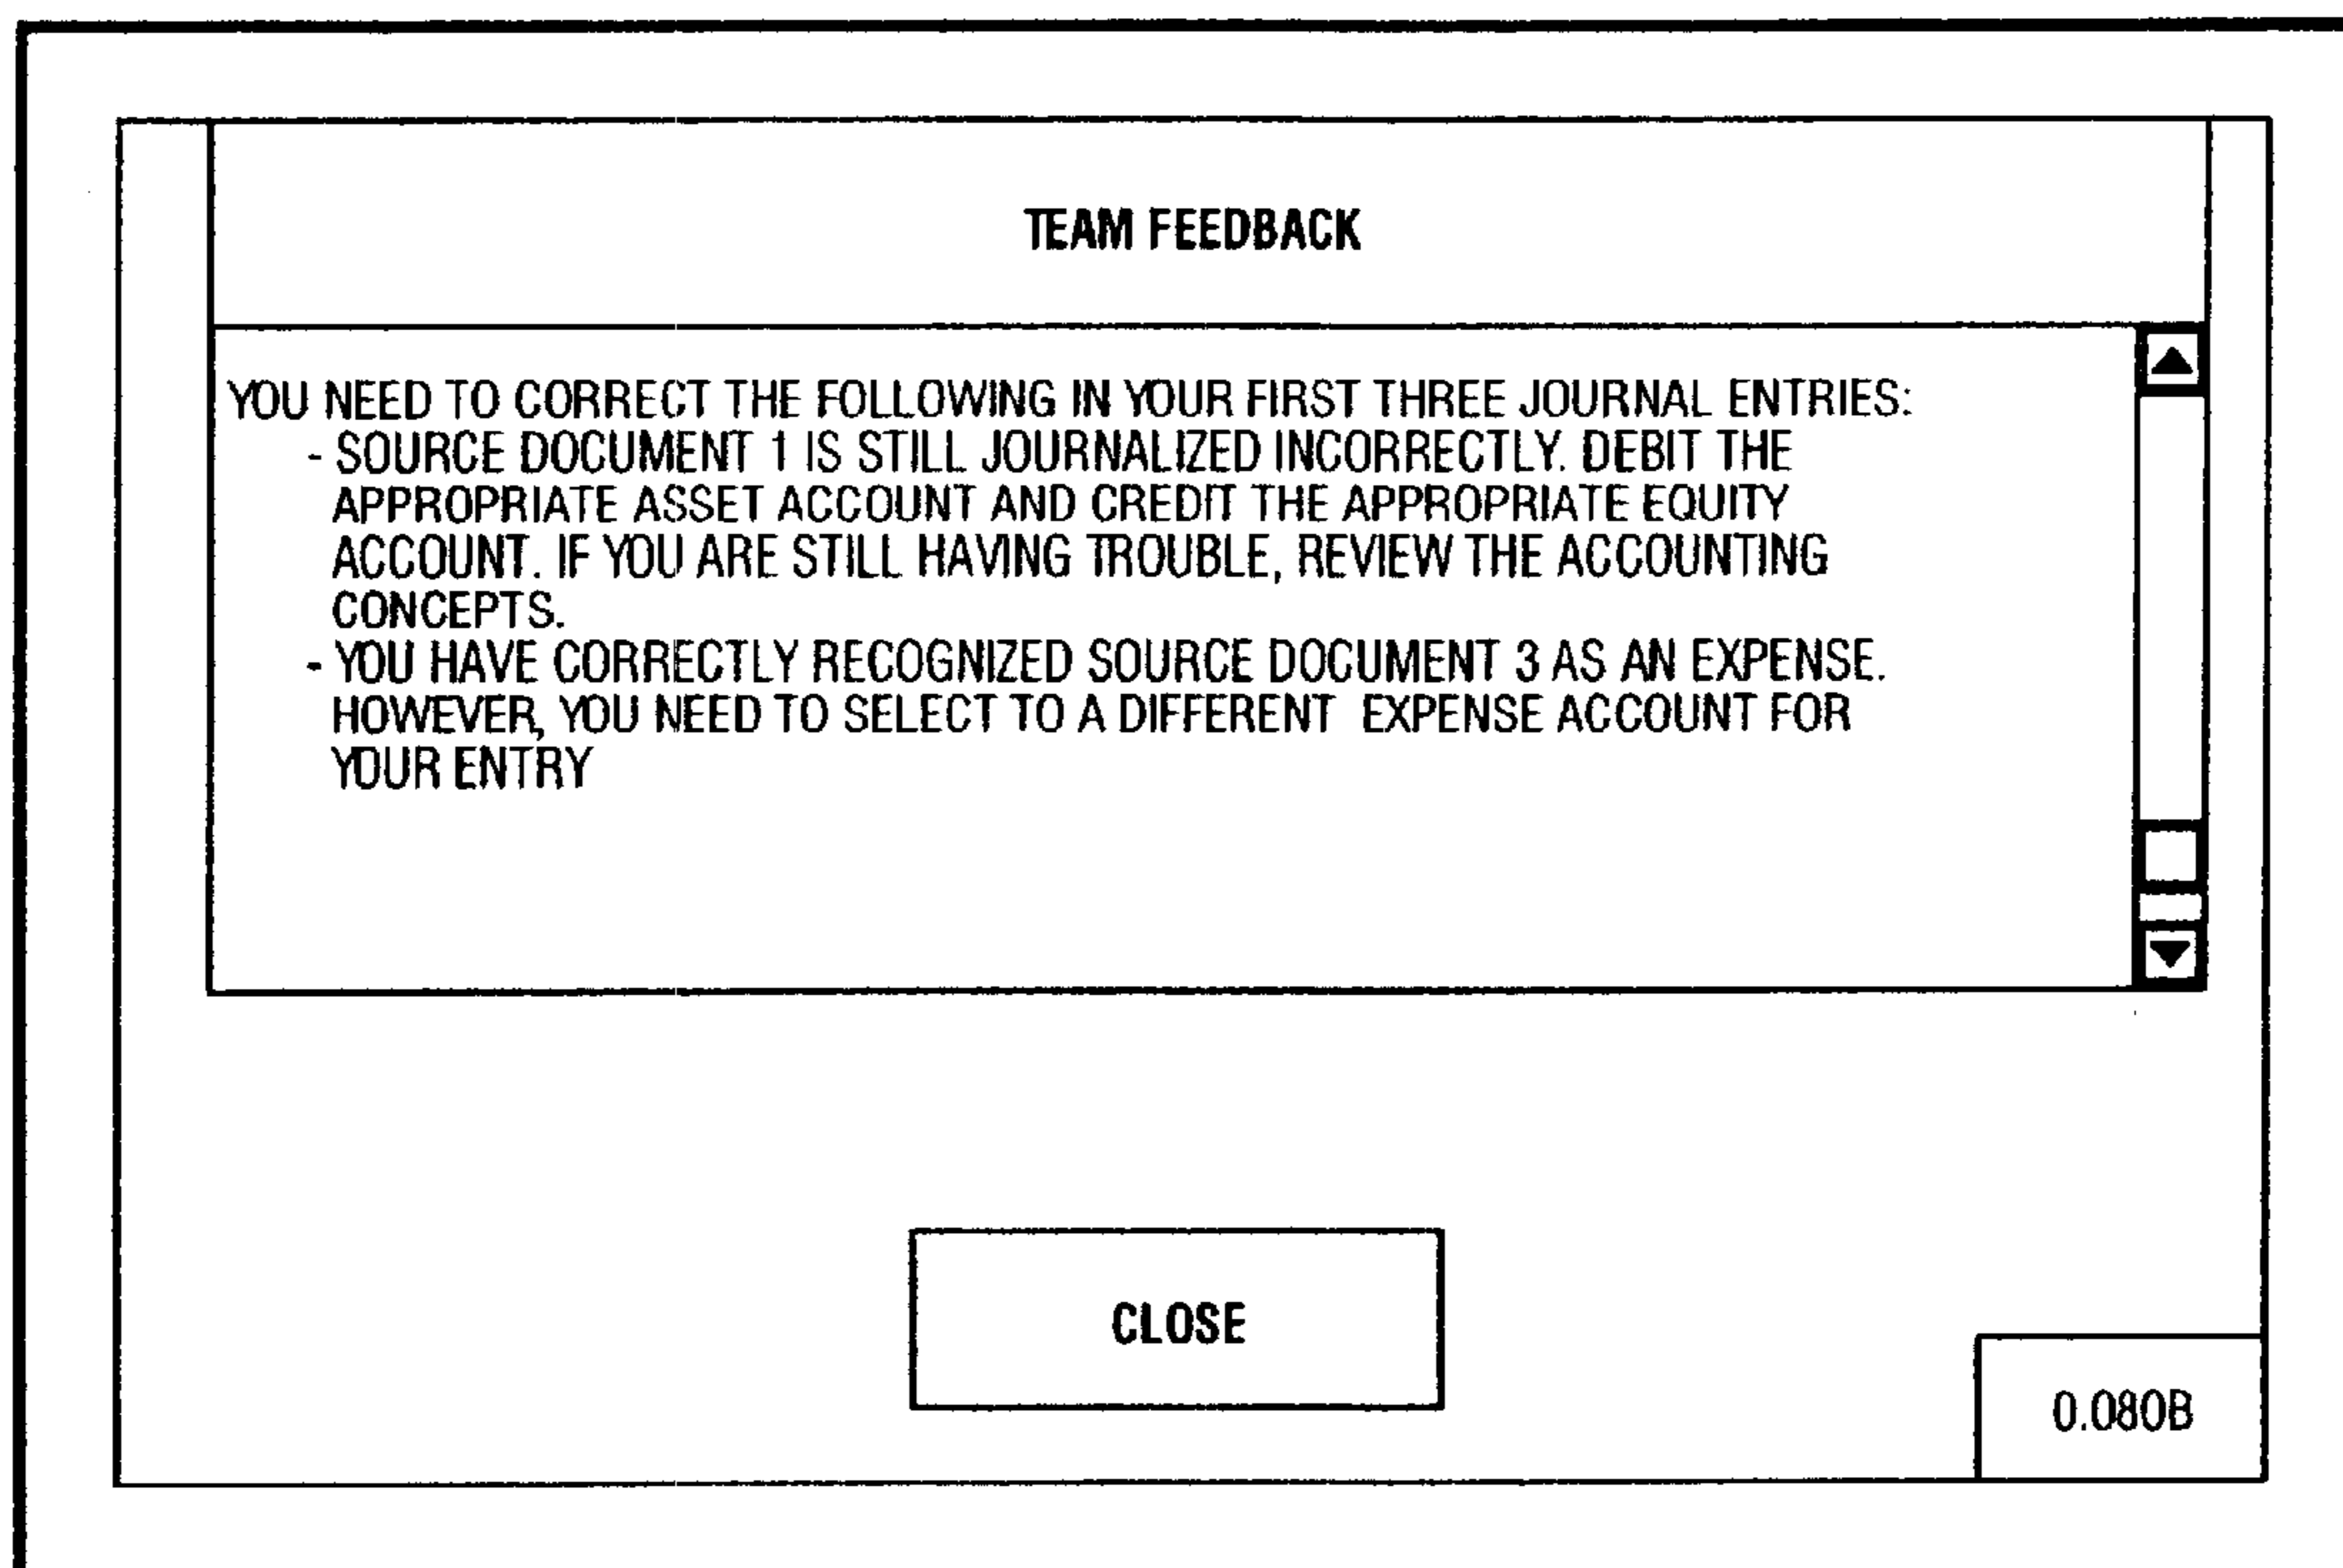 TEAM FEEDBACK
YOU NEED TO CORRECT THE FOLLOWING IN YOUR FIRST THREE JOURNAL ENTRIES:
- SOURCE DOCUMENT 1 IS STILL JOURNALIZED INCORRECTLY. DEBIT THE
APPROPRIATE ASSET ACCOUNT AND CREDIT THE APPROPRIATE EQUITY
ACCOUNT. IF YOU ARE STILL HAVING TROUBLE, REVIEW THE ACCOUNTING
CONCEPTS.
- YOU HAVE CORRECTLY RECOGNIZED SOURCE DOCUMENT 3 AS AN EXPENSE.
HOWEVER, YOU NEED TO SELECT TO A DIFFERENT EXPENSE ACCOUNT FOR
YOUR ENTRY
CLOSE
0.080B